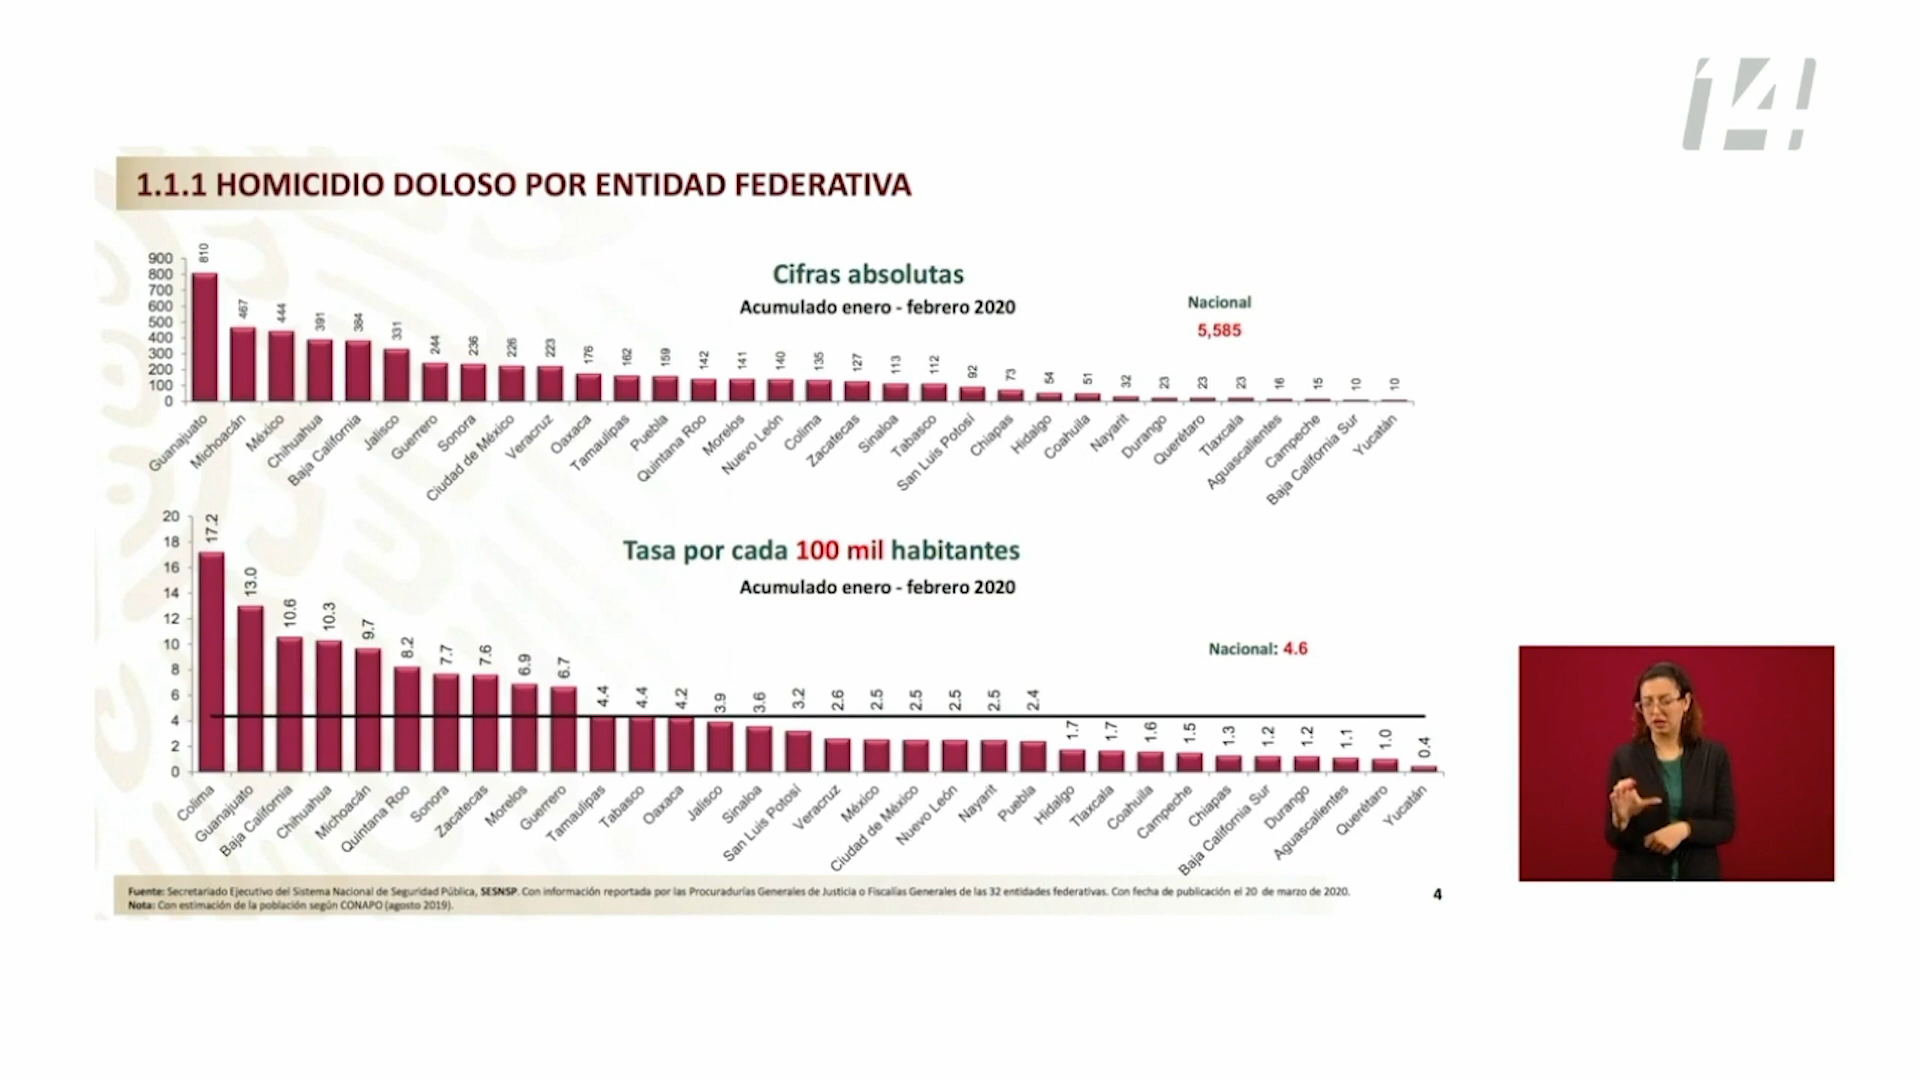 14!
1.1.1 HOMICIDIO DOLOSO POR ENTIDAD FEDERATIVA
Cifras absolutas
Acumulado enero - febrero 2020
Nacional
5,585
900
800
700
600
500
400
300
200
100
0
810
467
444
391
384
331
244
236
226
223
176
162
159
142
141
140
135
127
113
112
92
73
54
51
32
23
23
23
16
15
10
10
Guanajuato
Michoacán
México
Chihuahua
Baja California
Jalisco
Guerrero
Sonora
Ciudad de México
Veracruz
Oaxaca
Tamaulipas
Puebla
Quintana Roo
Morelos
Nuevo León
Colima
Zacatecas
Sinaloa
Tabasco
San Luis Potosí
Chiapas
Hidalgo
Coahuila
Nayarit
Durango
Querétaro
Tlaxcala
Aguascalientes
Campeche
Baja California Sur
Yucatán
Tasa por cada 100 mil habitantes
Acumulado enero - febrero 2020
Nacional: 4.6
20
18
16
14
12
10
8
6
4
2
0
17.2
13.0
10.6
10.3
9.7
8.2
7.7
7.6
6.9
6.7
4.4
4.4
4.2
3.9
3.6
3.2
2.6
2.5
2.5
2.5
2.5
2.4
1.7
1.7
1.6
1.5
1.3
1.2
1.2
1.1
1.0
0.4
Colima
Guanajuato
Baja California
Chihuahua
Michoacán
Quintana Roo
Sonora
Zacatecas
Morelos
Guerrero
Tamaulipas
Tabasco
Oaxaca
Jalisco
Sinaloa
San Luis Potosí
Veracruz
México
Ciudad de México
Nuevo León
Nayarit
Puebla
Hidalgo
Tlaxcala
Coahuila
Campeche
Chiapas
Baja California Sur
Durango
Aguascalientes
Querétaro
Yucatán
Fuente: Secretariado Ejecutivo del Sistema Nacional de Seguridad Pública, SESNSP. Con información reportada por las Procuradurías Generales de Justicia o Fiscalías Generales de las 32 entidades federativas. Con fecha de publicación el 20 de marzo de 2020.
Nota: Con estimación de la población según CONAPO (agosto 2019).
4